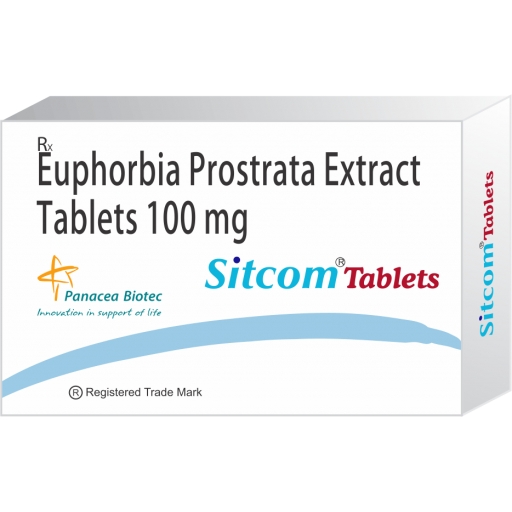 Rx
Euphorbia Prostrata Extract
Tablets 100 mg
Panacea Biotec
Innovation in support of life
Sitcom® Tablets
® Registered Trade Mark
Sitcom® Tablets